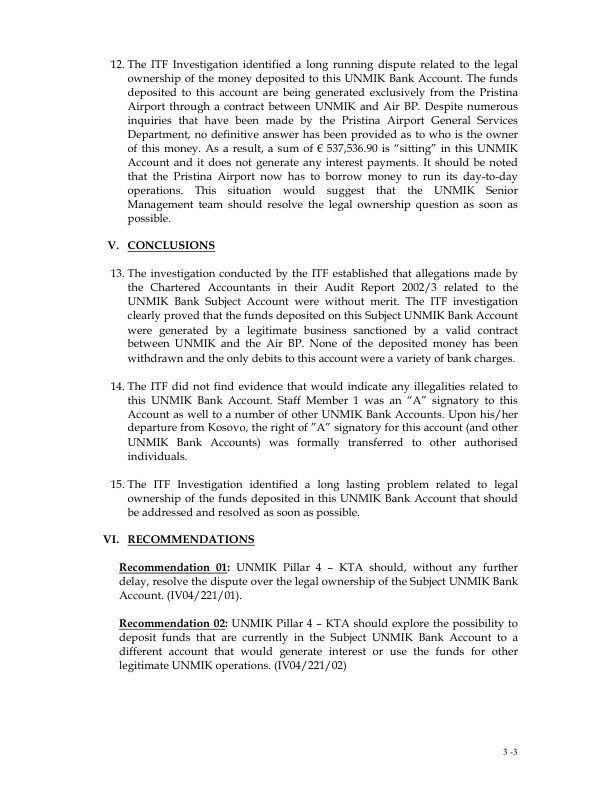 12. The ITF Investigation identified a long running dispute related to the legal
ownership of the money deposited to this UNMIK Bank Account. The funds
deposited to this account are being generated exclusively from the Pristina
Airport through a contract between UNMIK and Air BP. Despite numerous
inquiries that have been made by the Pristina Airport General Services
Department, no definitive answer has been provided as to who is the owner
of this money. As a result, a sum of € 537,536.90 is “sitting” in this UNMIK
Account and it does not generate any interest payments. It should be noted
that the Pristina Airport now has to borrow money to run its day-to-day
operations. This situation would suggest that the UNMIK Senior
Management team should resolve the legal ownership question as soon as
possible.
V. CONCLUSIONS
13. The investigation conducted by the ITF established that allegations made by
the Chartered Accountants in their Audit Report 2002/3 related to the
UNMIK Bank Subject Account were without merit. The ITF investigation
clearly proved that the funds deposited on this Subject UNMIK Bank Account
were generated by a legitimate business sanctioned by a valid contract
between UNMIK and the Air BP. None of the deposited money has been
withdrawn and the only debits to this account were a variety of bank charges.
14. The ITF did not find evidence that would indicate any illegalities related to
this UNMIK Bank Account. Staff Member 1 was an “A” signatory to this
Account as well to a number of other UNMIK Bank Accounts. Upon his/her
departure from Kosovo, the right of ”A” signatory for this account (and other
UNMIK Bank Accounts) was formally transferred to other authorised
individuals.
15. The ITF Investigation identified a long lasting problem related to legal
ownership of the funds deposited in this UNMIK Bank Account that should
be addressed and resolved as soon as possible.
VI. RECOMMENDATIONS
Recommendation 01: UNMIK Pillar 4 – KTA should, without any further
delay, resolve the dispute over the legal ownership of the Subject UNMIK Bank
Account. (IV04/221/01).
Recommendation 02: UNMIK Pillar 4 – KTA should explore the possibility to
deposit funds that are currently in the Subject UNMIK Bank Account to a
different account that would generate interest or use the funds for other
legitimate UNMIK operations. (IV04/221/02)
3 -3